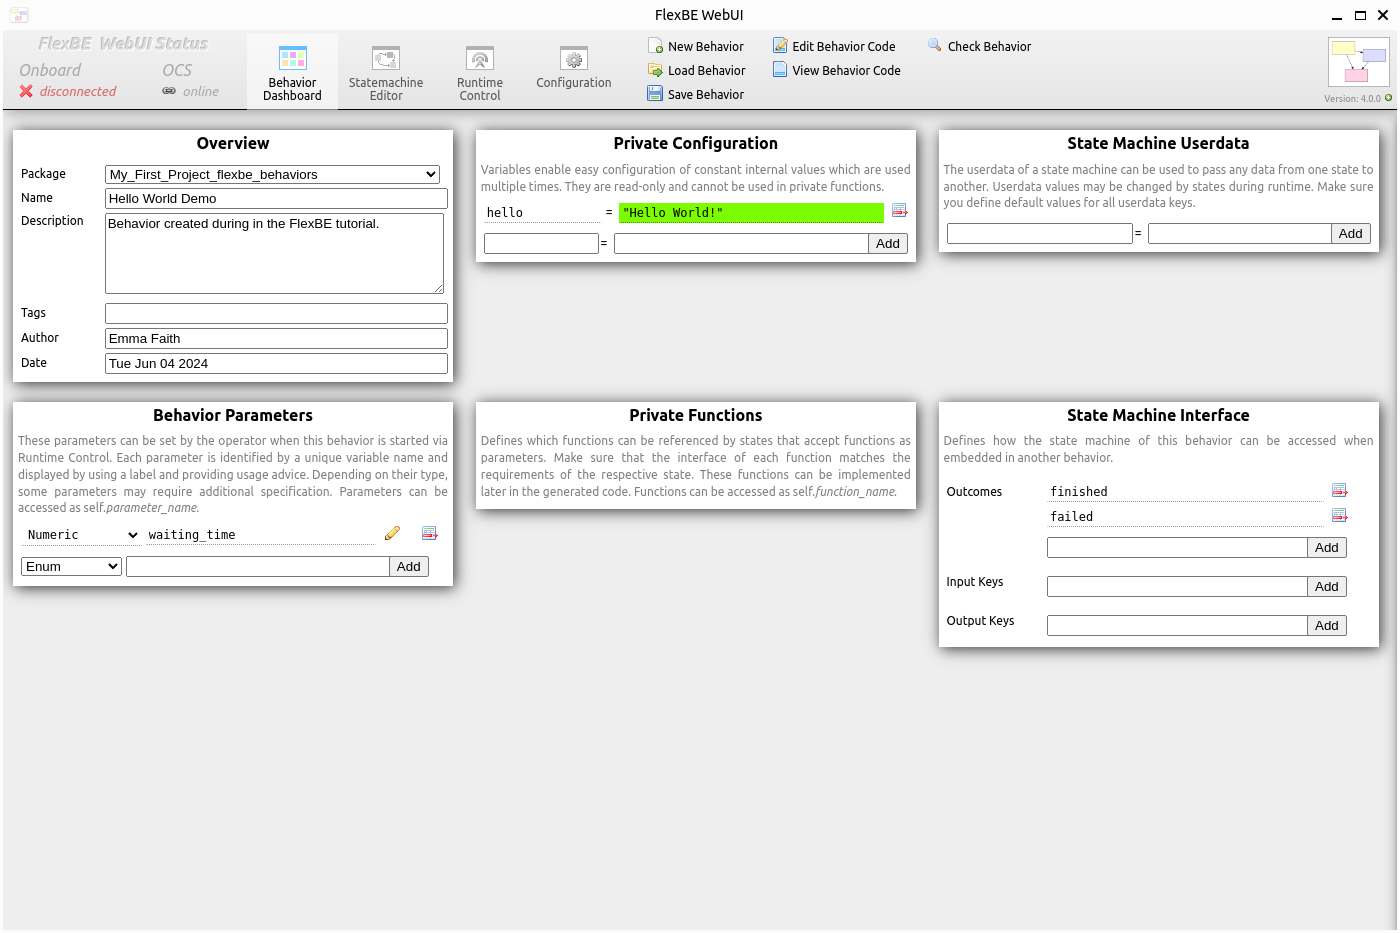 FlexBE WebUI
FlexBE WebUI Status
Onboard
OCS
disconnected
online
Behavior
Dashboard
Statemachine
Editor
Runtime
Control
Configuration
New Behavior
Load Behavior
Save Behavior
Edit Behavior Code
View Behavior Code
Check Behavior
Version: 4.0.0
Overview
Package
My_First_Project_flexbe_behaviors
Name
Hello World Demo
Description
Behavior created during in the FlexBE tutorial.
Tags
Author
Emma Faith
Date
Tue Jun 04 2024
Private Configuration
Variables enable easy configuration of constant internal values which are used
multiple times. They are read-only and cannot be used in private functions.
hello = "Hello World!"
= Add
State Machine Userdata
The userdata of a state machine can be used to pass any data from one state to
another. Userdata values may be changed by states during runtime. Make sure
you define default values for all userdata keys.
= Add
Behavior Parameters
These parameters can be set by the operator when this behavior is started via
Runtime Control. Each parameter is identified by a unique variable name and
displayed by using a label and providing usage advice. Depending on their type,
some parameters may require additional specification. Parameters can be
accessed as self.parameter_name.
Numeric waiting_time
Enum Add
Private Functions
Defines which functions can be referenced by states that accept functions as
parameters. Make sure that the interface of each function matches the
requirements of the respective state. These functions can be implemented
later in the generated code. Functions can be accessed as self.function_name.
State Machine Interface
Defines how the state machine of this behavior can be accessed when
embedded in another behavior.
Outcomes finished
failed
Add
Input Keys Add
Output Keys Add